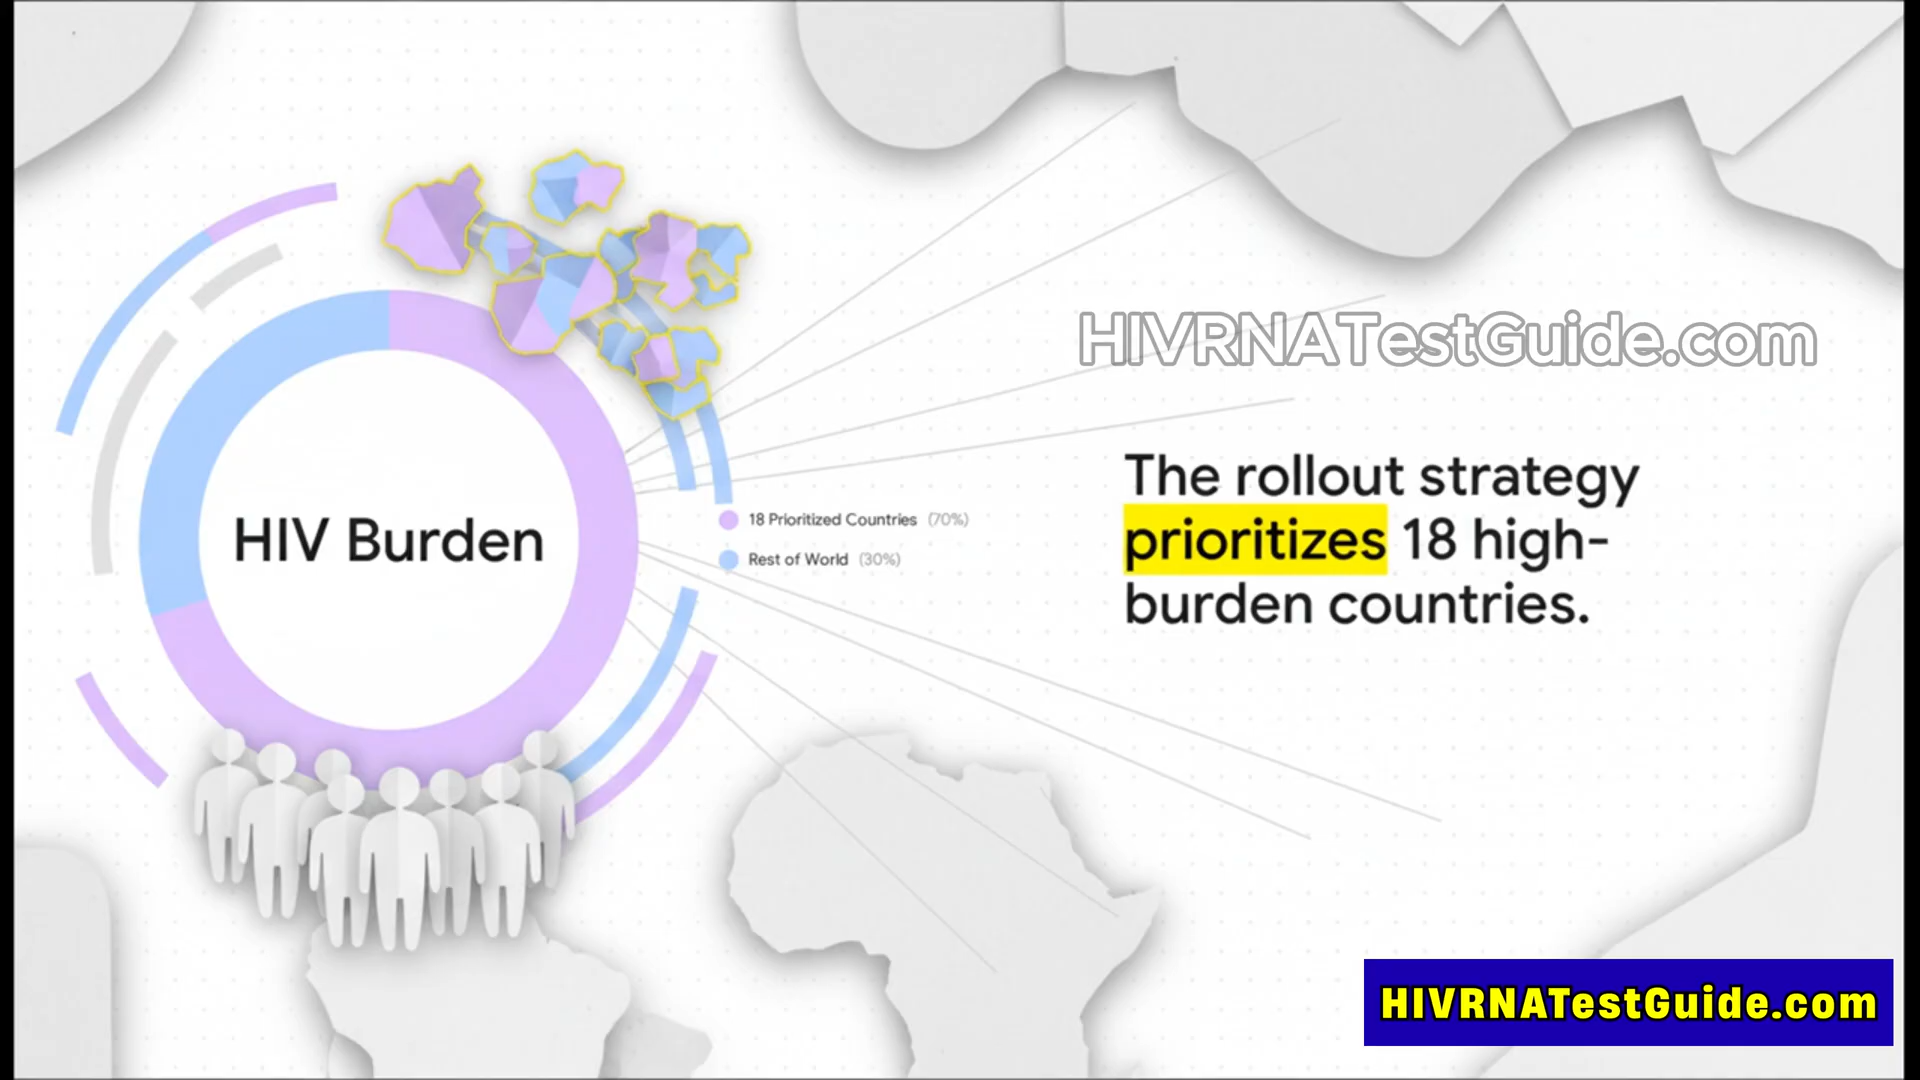 HIV Burden
18 Prioritized Countries (70%)
Rest of World (30%)
HIVRNATestGuide.com
The rollout strategy
prioritizes 18 high-
burden countries.
HIVRNATestGuide.com